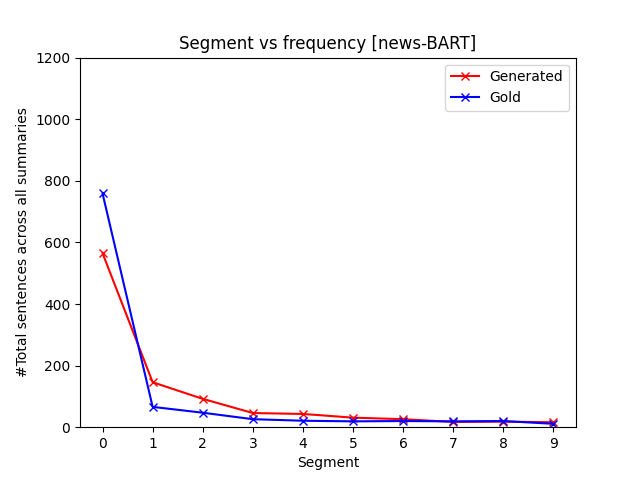 Segment vs frequency [news-BART]
1200
1000
800
600
400
200
0
#Total sentences across all summaries
Generated
Gold
0 1 2 3 4 5 6 7 8 9
Segment